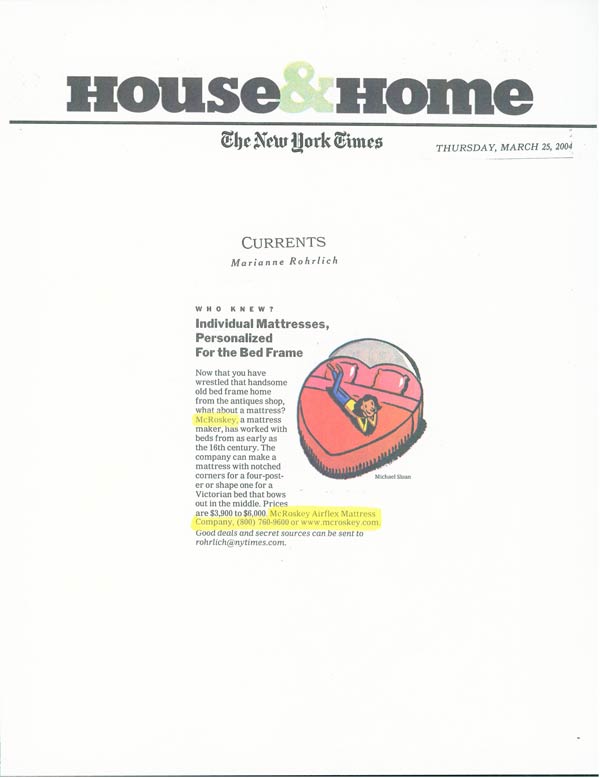 House & Home
The New York Times
THURSDAY, MARCH 25, 2004
CURRENTS
Marianne Rohrlich
WHO KNEW?
Individual Mattresses,
Personalized
For the Bed Frame
Now that you have
wrestled that handsome
old bed frame home
from the antiques shop,
what about a mattress?
McRoskey, a mattress
maker, has worked with
beds from as early as
the 16th century. The
company can make a
mattress with notched
corners for a four-post-
er or shape one for a
Victorian bed that bows
out in the middle. Prices
are $3,900 to $6,000. McRoskey Airflex Mattress
Company, (800) 760-9600 or www.mcroskey.com.
Good deals and secret sources can be sent to
rohrlich@nytimes.com.
Michael Sloan